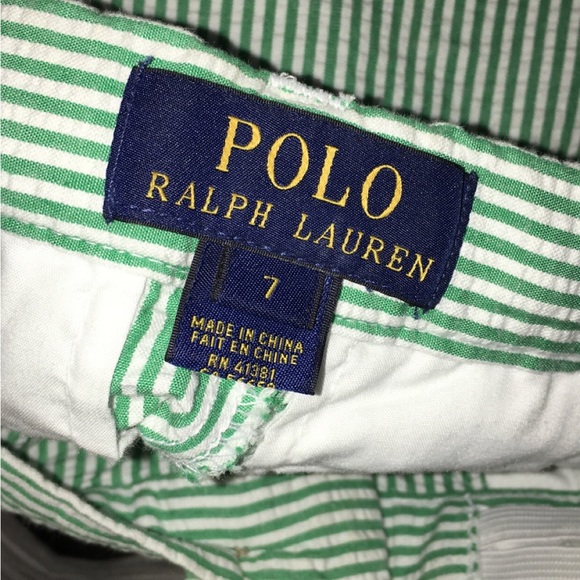 POLO
RALPH LAUREN
7
MADE IN CHINA
FAIT EN CHINE
RN 41381